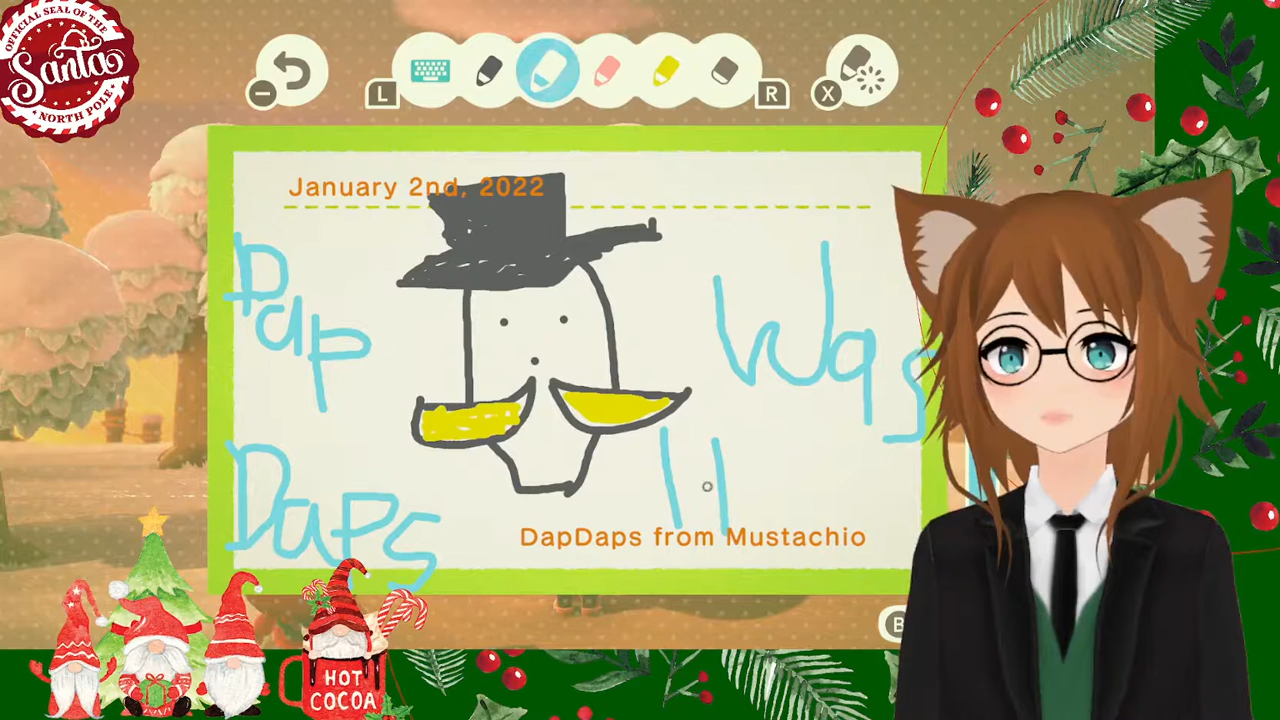 OFFICIAL SEAL OF THE
Santa
NORTH POLE
L
R
X
January 2nd, 2022
Dap
Was
Daps
DapDaps from Mustachio
B
HOT
COCOA